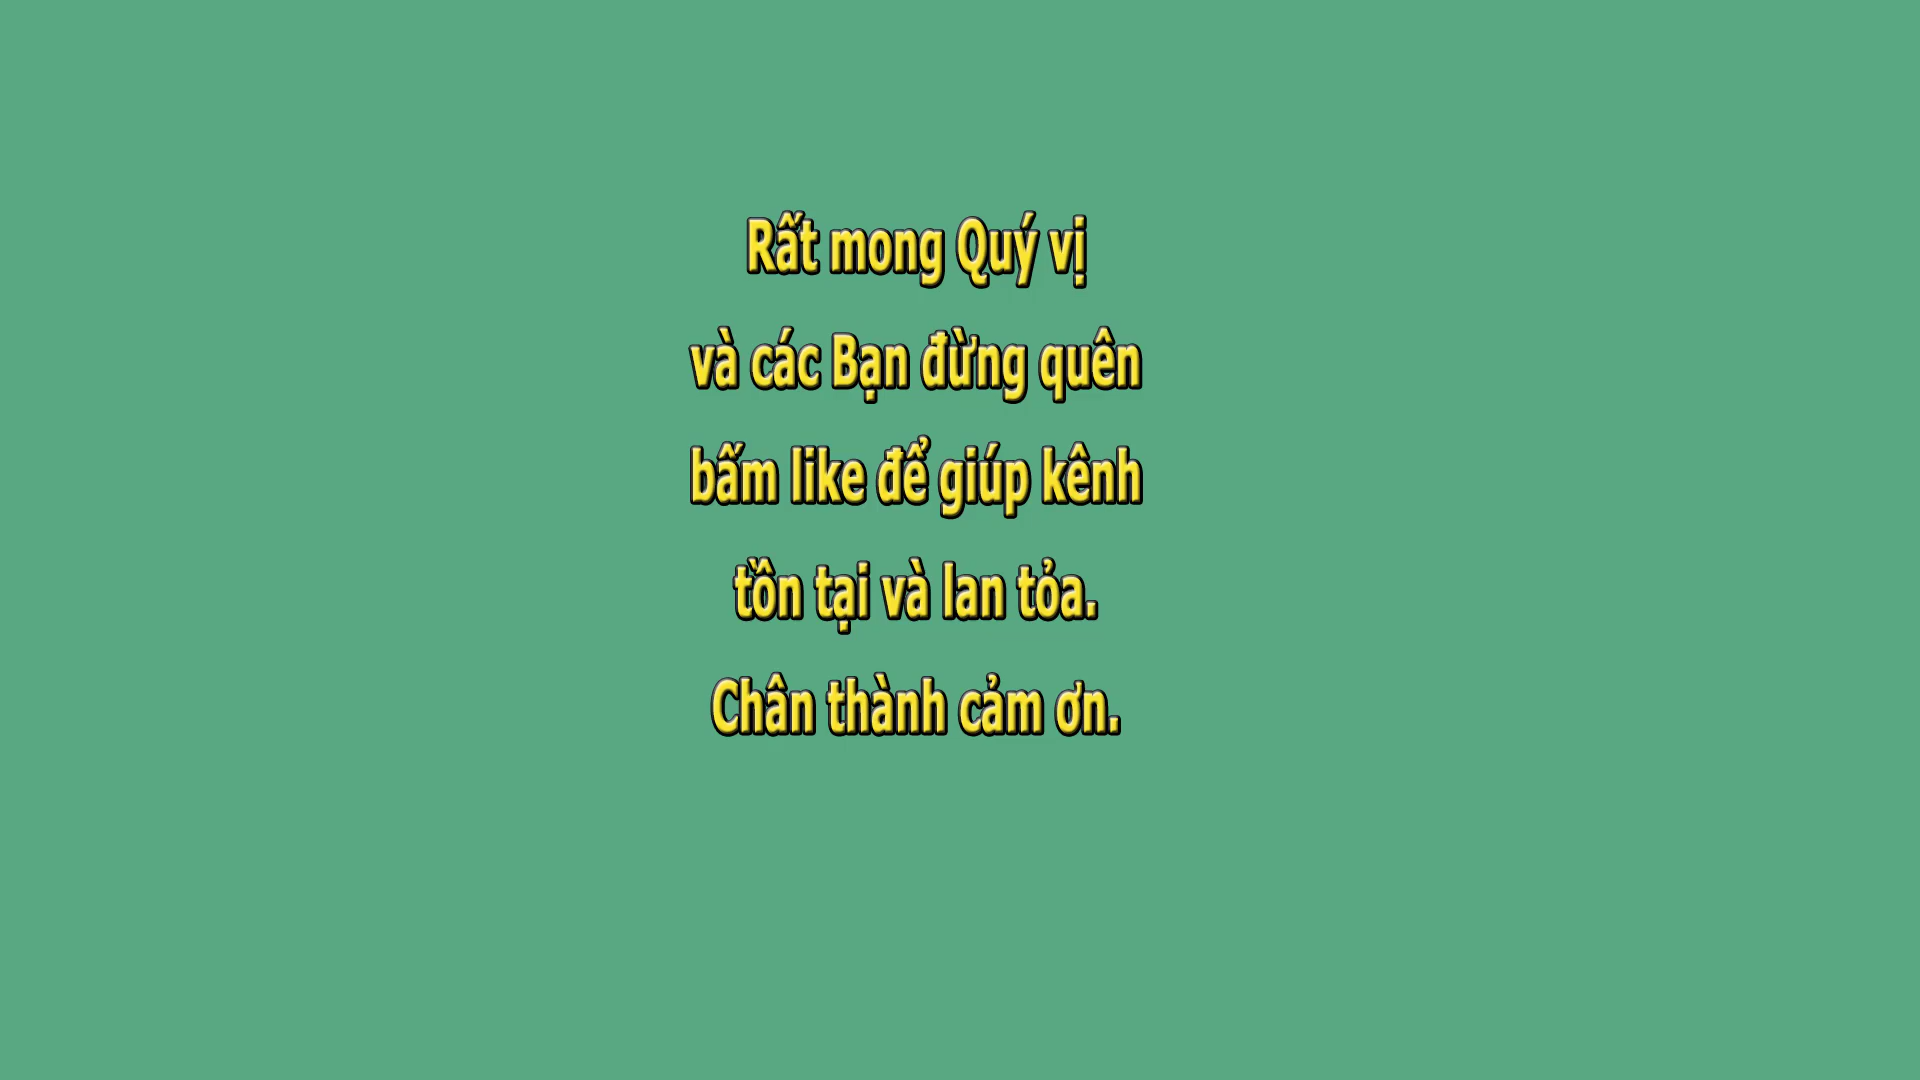 Rất mong Quý vị
và các Bạn đừng quên
bấm like để giúp kênh
tồn tại và lan tỏa.
Chân thành cảm ơn.